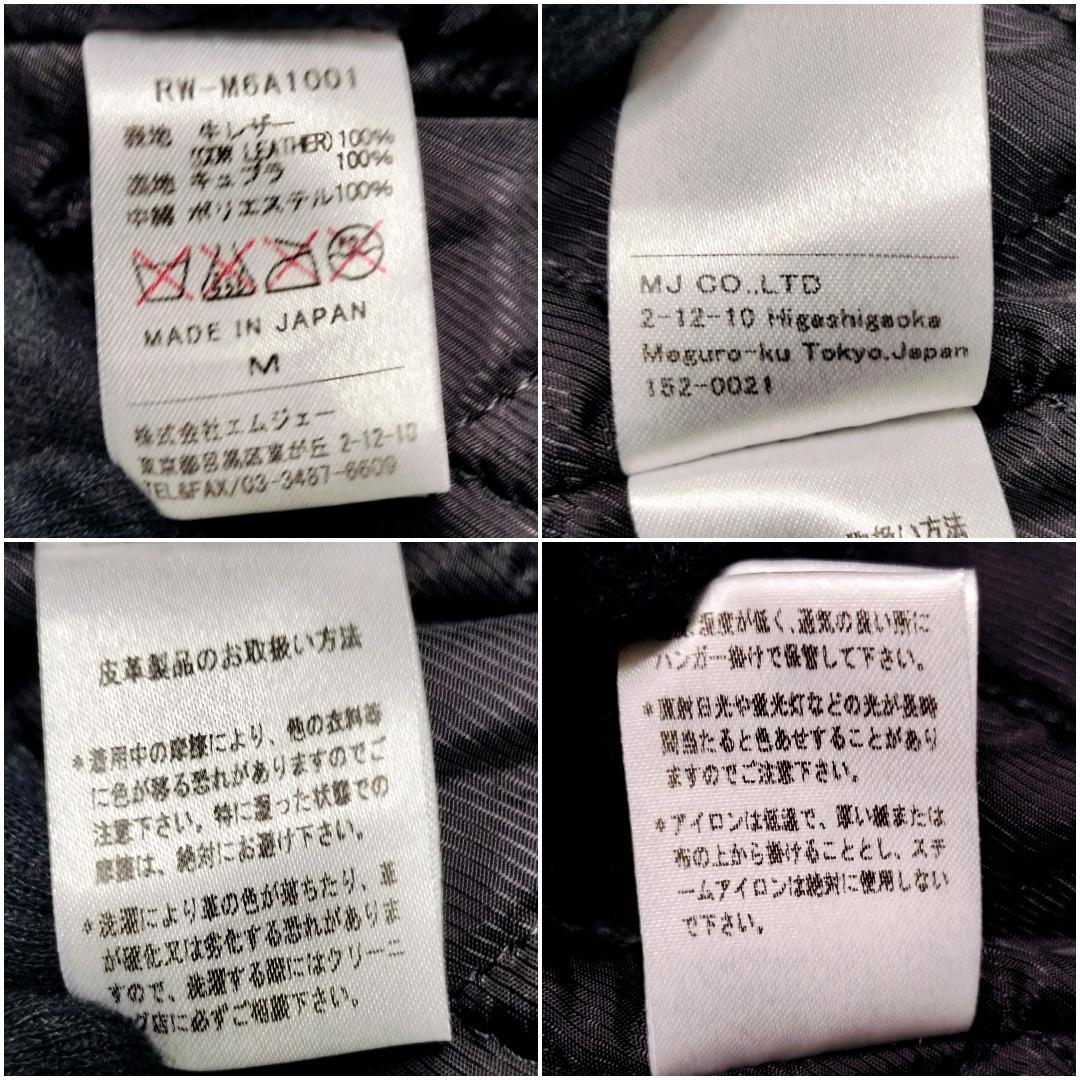 RW-M6A1001
表地 牛レザー
(COW LEATHER)100%
100%
裏地 キュプラ
中綿 ポリエステル100%
MADE IN JAPAN
M
株式会社エムジェー
東京都目黒区東が丘 2-12-10
TEL&FAX/03-3487-6609
MJ CO.,LTD
2-12-10 Higashigaoka
Meguro-ku Tokyo,Japan
152-0021
取扱い方法
皮革製品のお取扱い方法
*着用中の摩擦により、他の衣料等
に色が移る恐れがありますのでご
注意下さい。特に湿った状態での
摩擦は、絶対にお避け下さい。
*洗濯により革の色が落ちたり、革
が硬化又は劣化する恐れがありま
すので、洗濯する際にはクリーニ
ング店に必ずご相談下さい。
湿度が低く、通気の良い所に
ハンガー掛けで保管して下さい。
*直射日光や蛍光灯などの光が長時
間当たると色あせすることがあり
ますのでご注意下さい。
*アイロンは低温で、厚い紙または
布の上から掛けることとし、スチ
ームアイロンは絶対に使用しない
で下さい。